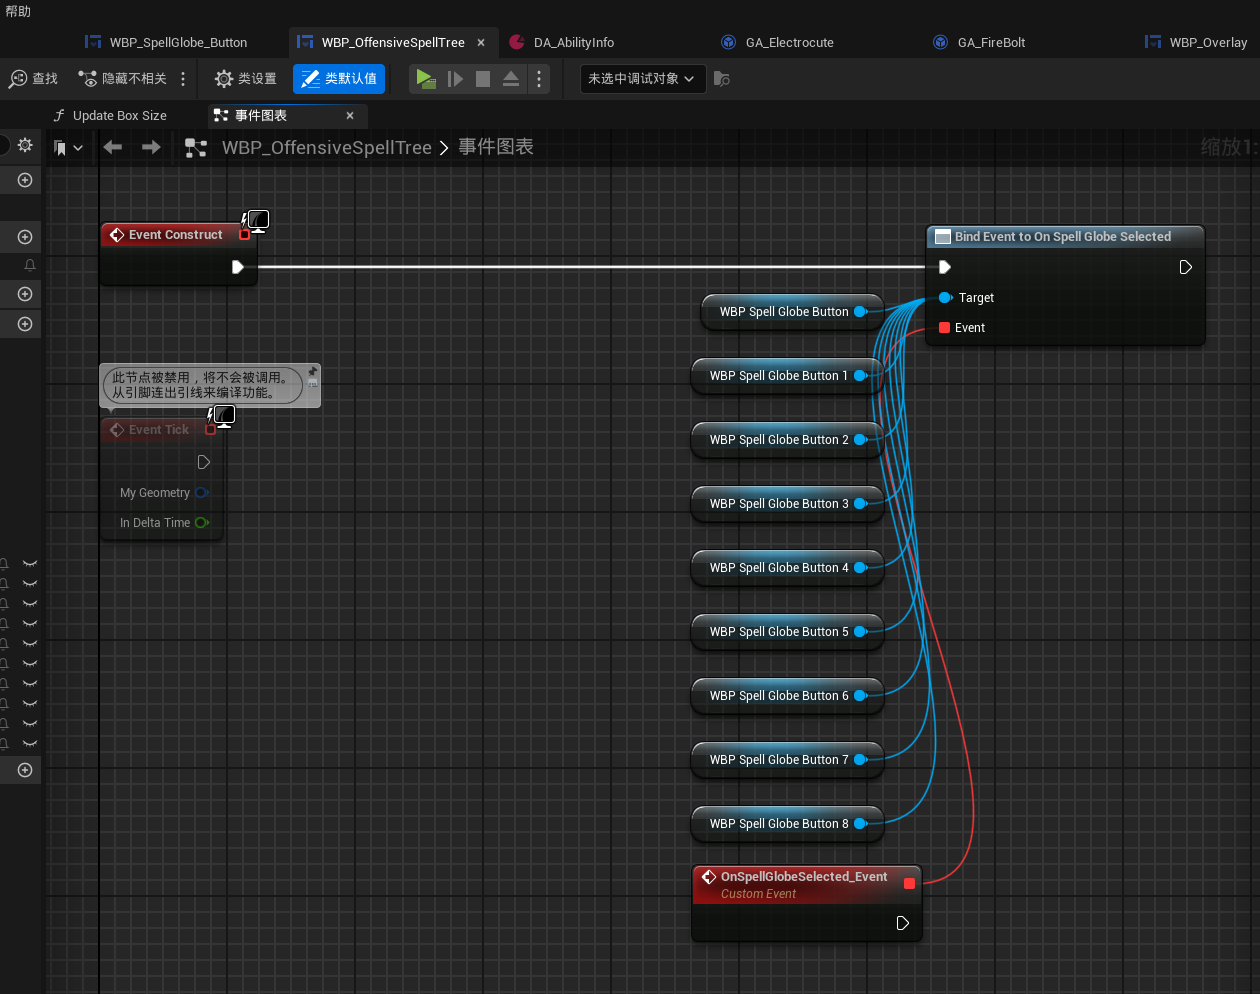 帮助
WBP_SpellGlobe_Button
WBP_OffensiveSpellTree
DA_AbilityInfo
GA_Electrocute
GA_FireBolt
WBP_Overlay
查找
隐藏不相关
类设置
类默认值
未选中调试对象
Update Box Size
事件图表
WBP_OffensiveSpellTree > 事件图表
缩放1:
Event Construct
Bind Event to On Spell Globe Selected
Target
Event
WBP Spell Globe Button
WBP Spell Globe Button 1
WBP Spell Globe Button 2
WBP Spell Globe Button 3
WBP Spell Globe Button 4
WBP Spell Globe Button 5
WBP Spell Globe Button 6
WBP Spell Globe Button 7
WBP Spell Globe Button 8
此节点被禁用，将不会被调用。
从引脚连出引线来编译功能。
Event Tick
My Geometry
In Delta Time
OnSpellGlobeSelected_Event
Custom Event